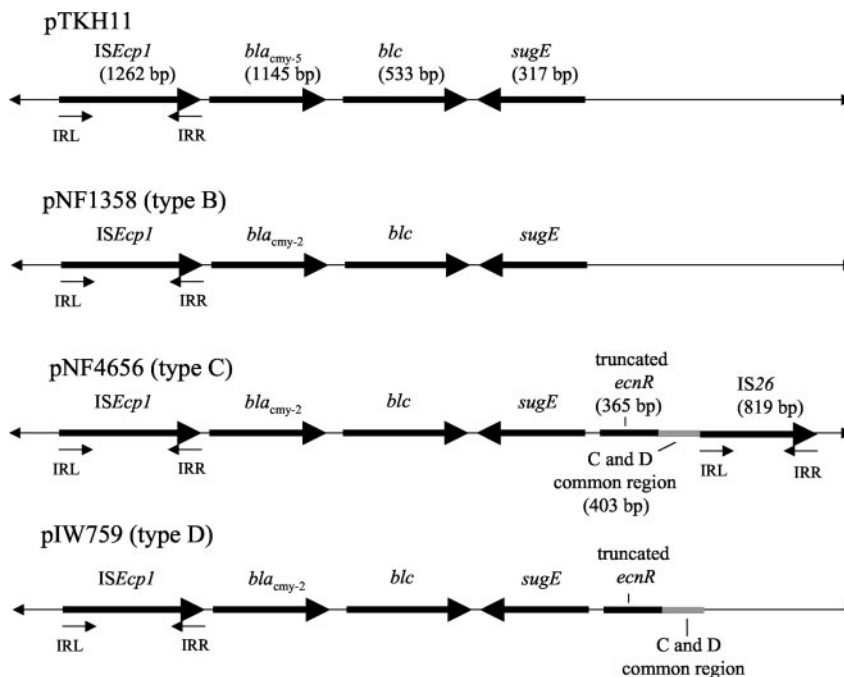 pTKH11
ISEcp1 blacmy-5 blc sugE
(1262 bp) (1145 bp) (533 bp) (317 bp)
IRL IRR
pNF1358 (type B)
ISEcp1 blacmy-2 blc sugE
IRL IRR
pNF4656 (type C)
truncated
ecnR IS26
ISEcp1 blacmy-2 blc sugE (365 bp) (819 bp)
IRL IRR C and D IRL IRR
common region
(403 bp)
pIW759 (type D)
truncated
ISEcp1 blacmy-2 blc sugE ecnR
IRL IRR C and D
common region